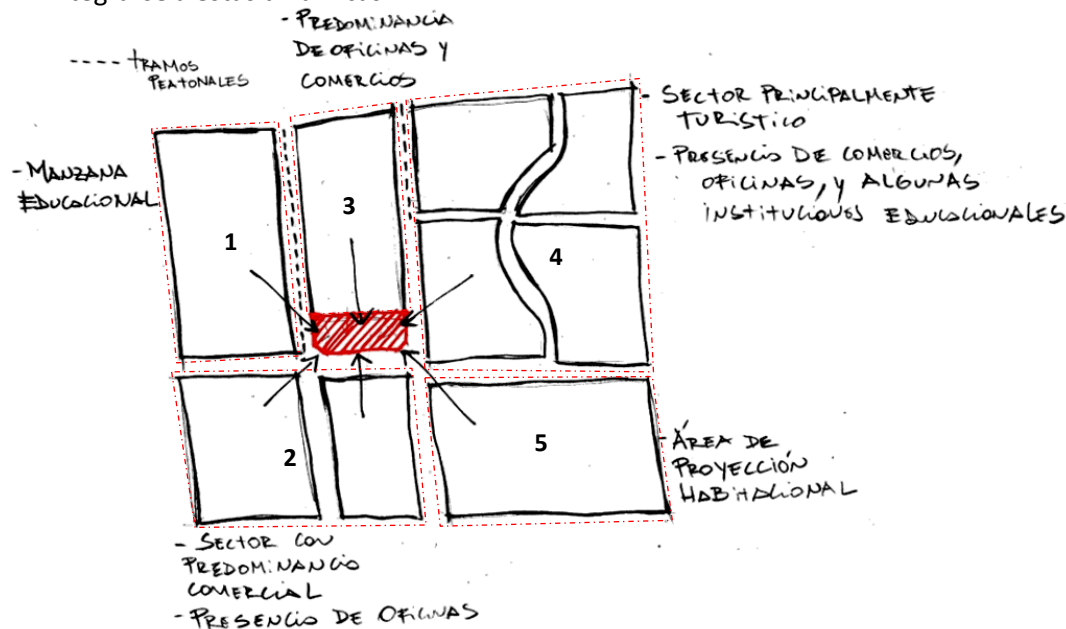 - PREDOMINANCIA
DE OFICINAS Y
COMERCIOS
---- TRAMOS
PEATONALES
- SECTOR PRINCIPALMENTE
TURÍSTICO
- PRESENCIA DE COMERCIOS,
OFICINAS, Y ALGUNAS
INSTITUCIONES EDUCACIONALES
- MANZANA
EDUCACIONAL
3
1
4
2
5
- ÁREA DE
PROYECCIÓN
HABITACIONAL
- SECTOR CON
PREDOMINANCIA
COMERCIAL
- PRESENCIA DE OFICINAS